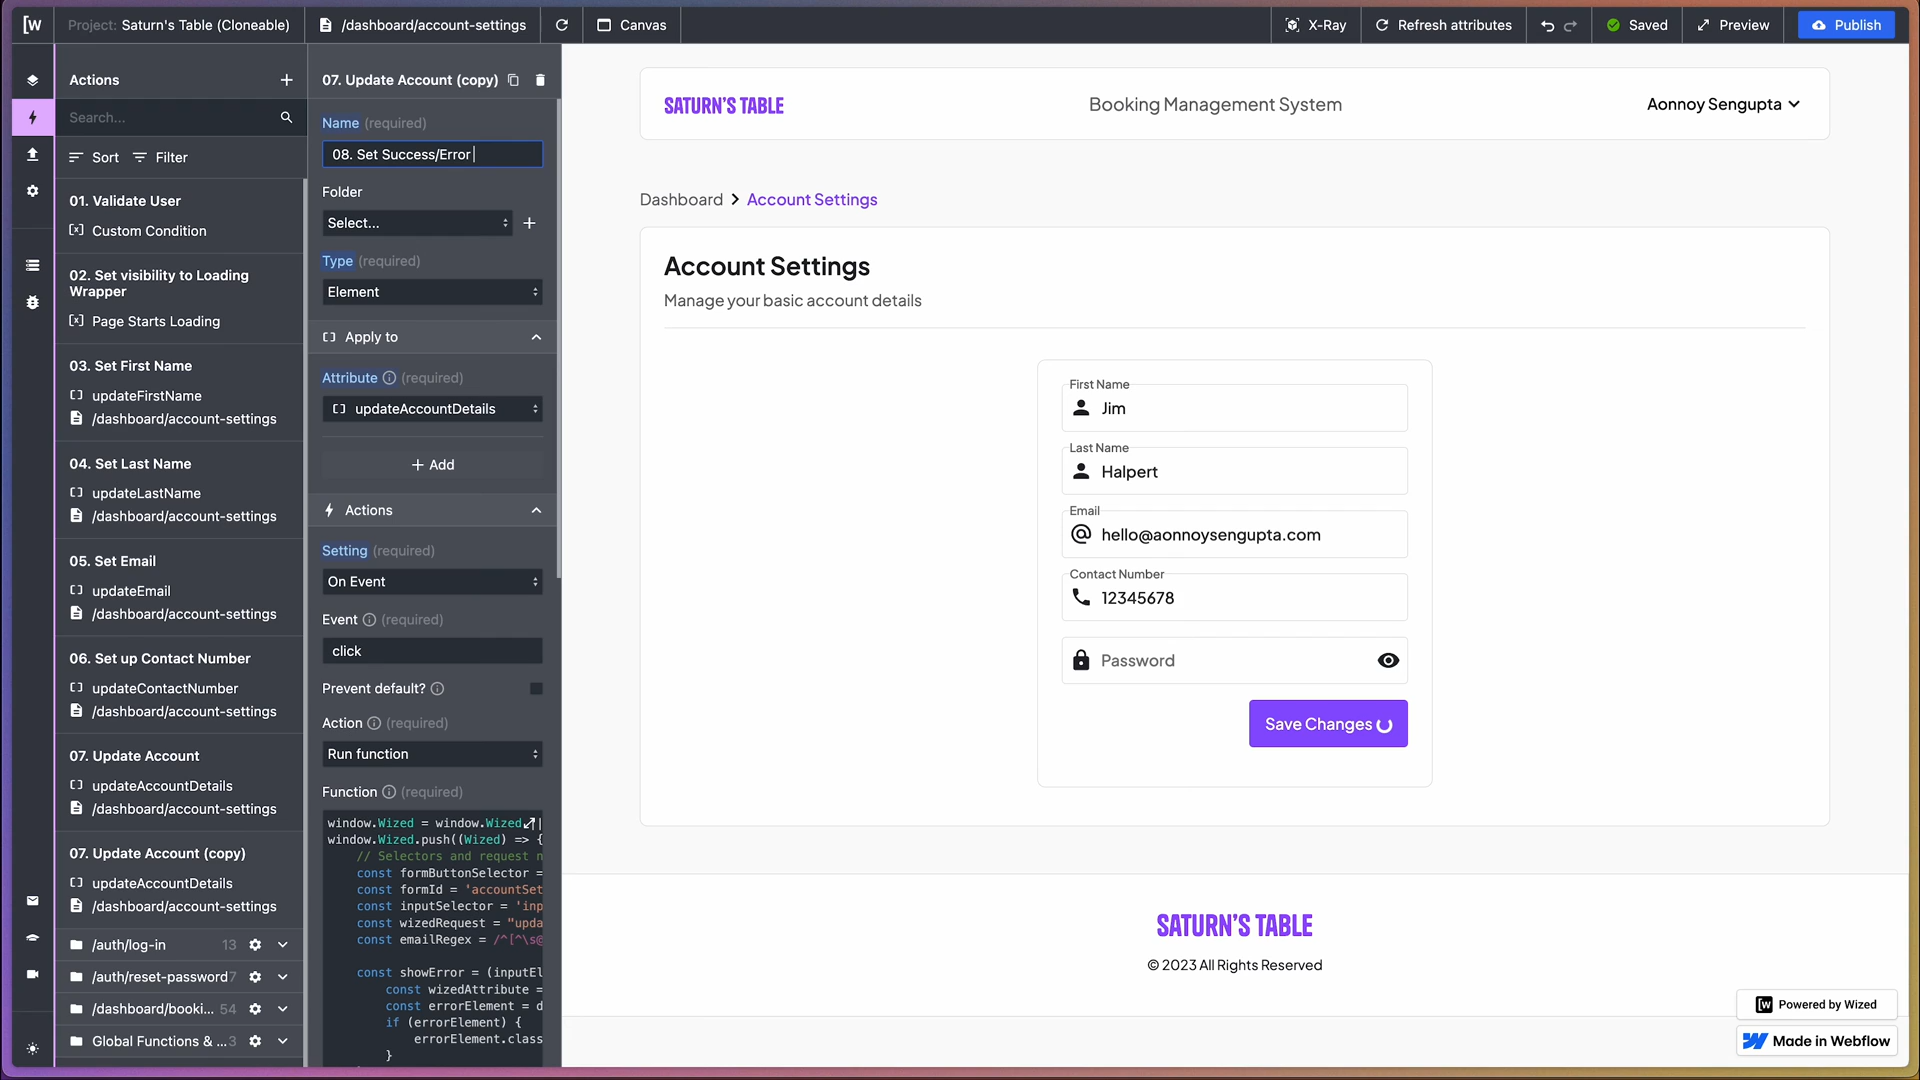 Project: Saturn's Table (Cloneable)
/dashboard/account-settings
Canvas
X-Ray
Refresh attributes
Saved
Preview
Publish
Actions
Search...
Sort
Filter
01. Validate User
Custom Condition
02. Set visibility to Loading
Wrapper
Page Starts Loading
03. Set First Name
updateFirstName
/dashboard/account-settings
04. Set Last Name
updateLastName
/dashboard/account-settings
05. Set Email
updateEmail
/dashboard/account-settings
06. Set up Contact Number
updateContactNumber
/dashboard/account-settings
07. Update Account
updateAccountDetails
/dashboard/account-settings
07. Update Account (copy)
updateAccountDetails
/dashboard/account-settings
/auth/log-in 13
/auth/reset-password 7
/dashboard/booki... 54
Global Functions & ... 3
07. Update Account (copy)
Name (required)
08. Set Success/Error
Folder
Select...
Type (required)
Element
Apply to
Attribute (required)
updateAccountDetails
+ Add
Actions
Setting (required)
On Event
Event (required)
click
Prevent default?
Action (required)
Run function
Function (required)
window.Wized = window.Wized |
window.Wized.push((Wized) => {
// Selectors and request n
const formButtonSelector =
const formId = 'accountSet
const inputSelector = 'inp
const wizedRequest = "upda
const emailRegex = /^[^\s@
const showError = (inputEl
const wizedAttribute =
const errorElement = d
if (errorElement) {
errorElement.class
}
SATURN'S TABLE
Booking Management System
Aonnoy Sengupta
Dashboard > Account Settings
Account Settings
Manage your basic account details
First Name
Jim
Last Name
Halpert
Email
hello@aonnoysengupta.com
Contact Number
12345678
Password
Save Changes
SATURN'S TABLE
© 2023 All Rights Reserved
Powered by Wized
Made in Webflow